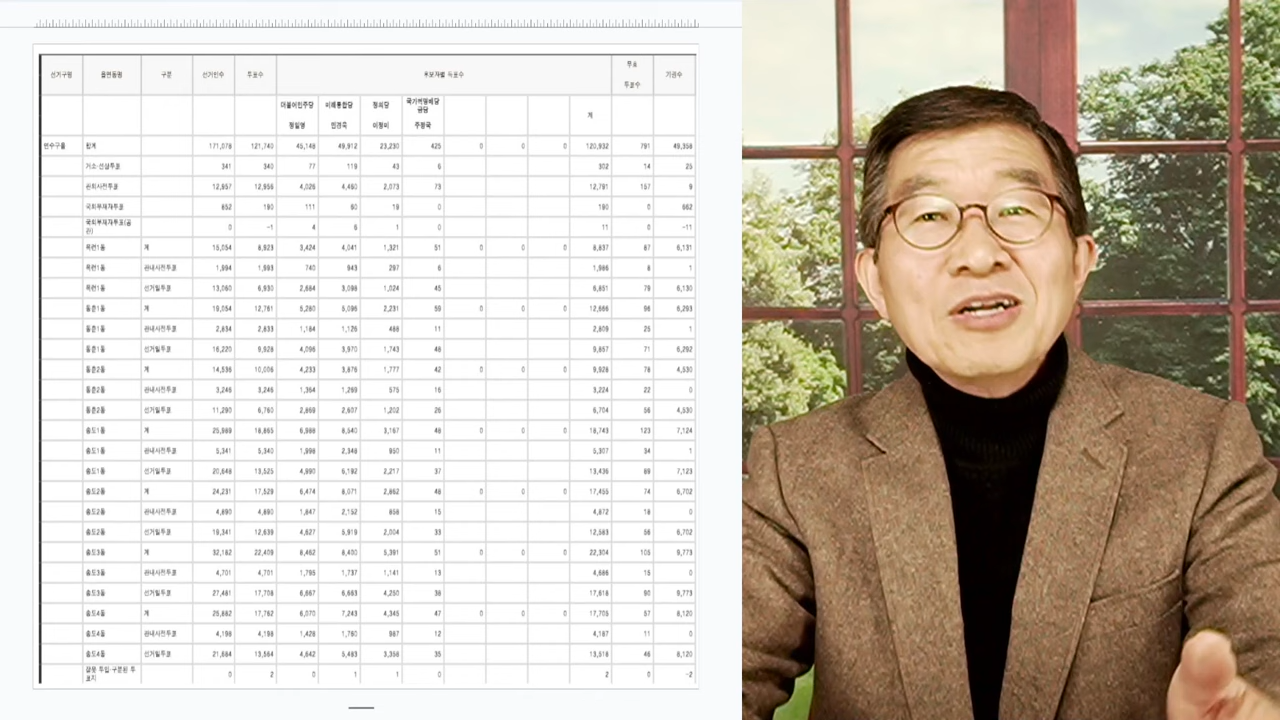 선거구명 읍면동명 구분 선거인수 투표수 후보자별 득표수 무효 투표수 기권수
더불어민주당 정일영 미래통합당 민경욱 정의당 이정미 국가혁명배당금당 주정국 계
연수구을 합계 171,078 121,740 45,148 49,912 23,230 425 0 0 0 120,932 791 49,358
거소·선상투표 341 340 77 119 43 6 302 14 25
관외사전투표 12,957 12,956 4,026 4,460 2,073 73 12,791 157 9
국외부재자투표 852 190 111 60 19 0 190 0 662
국외부재자투표(공관) 0 -1 4 6 1 0 11 0 -11
옥련1동 계 15,054 8,923 3,424 4,041 1,321 51 0 0 0 8,837 87 6,131
옥련1동 관내사전투표 1,994 1,993 740 943 297 6 1,986 8 1
옥련1동 선거일투표 13,060 6,930 2,684 3,098 1,024 45 6,851 79 6,130
동춘1동 계 19,054 12,761 5,280 5,096 2,231 59 0 0 0 12,666 96 6,293
동춘1동 관내사전투표 2,834 2,833 1,184 1,126 488 11 2,809 25 1
동춘1동 선거일투표 16,220 9,928 4,096 3,970 1,743 48 9,857 71 6,292
동춘2동 계 14,536 10,006 4,233 3,876 1,777 42 0 0 0 9,928 78 4,530
동춘2동 관내사전투표 3,246 3,246 1,364 1,269 575 16 3,224 22 0
동춘2동 선거일투표 11,290 6,760 2,869 2,607 1,202 26 6,704 56 4,530
송도1동 계 25,989 18,865 6,988 8,540 3,167 48 0 0 0 18,743 123 7,124
송도1동 관내사전투표 5,341 5,340 1,998 2,348 950 11 5,307 34 1
송도1동 선거일투표 20,648 13,525 4,990 6,192 2,217 37 13,436 89 7,123
송도2동 계 24,231 17,529 6,474 8,071 2,862 48 0 0 0 17,455 74 6,702
송도2동 관내사전투표 4,890 4,890 1,847 2,152 858 15 4,872 18 0
송도2동 선거일투표 19,341 12,639 4,627 5,919 2,004 33 12,583 56 6,702
송도3동 계 32,182 22,409 8,462 8,400 5,391 51 0 0 0 22,304 105 9,773
송도3동 관내사전투표 4,701 4,701 1,795 1,737 1,141 13 4,686 15 0
송도3동 선거일투표 27,481 17,708 6,667 6,663 4,250 38 17,618 90 9,773
송도4동 계 25,882 17,762 6,070 7,243 4,345 47 0 0 0 17,705 57 8,120
송도4동 관내사전투표 4,198 4,198 1,428 1,760 987 12 4,187 11 0
송도4동 선거일투표 21,684 13,564 4,642 5,483 3,358 35 13,518 46 8,120
잘못 투입·구분된 투표지 0 2 0 1 1 0 2 0 -2